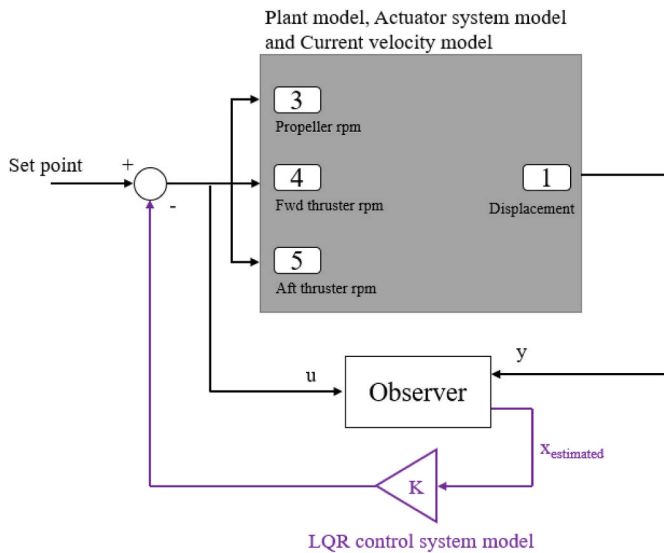 Plant model, Actuator system model
and Current velocity model
3
Propeller rpm
Set point
+
-
4
Fwd thruster rpm
1
Displacement
5
Aft thruster rpm
u
Observer
y
x_estimated
K
LQR control system model